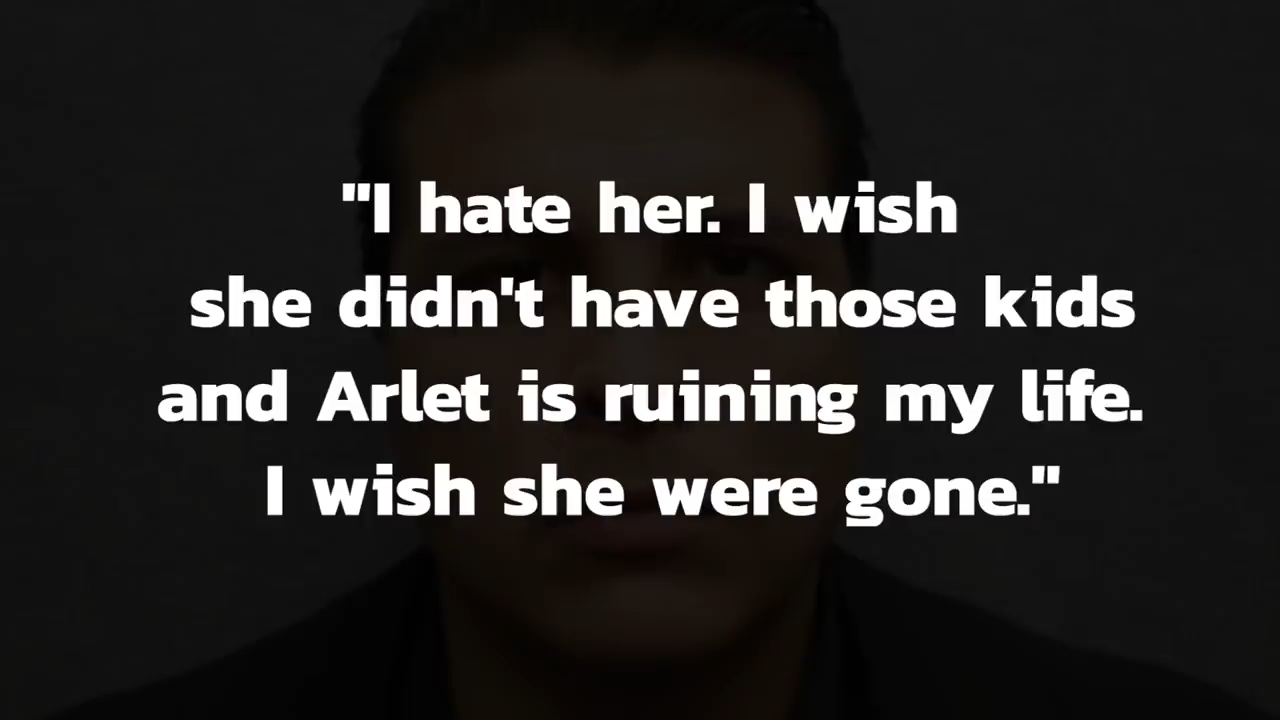 "I hate her. I wish
she didn't have those kids
and Arlet is ruining my life.
I wish she were gone."